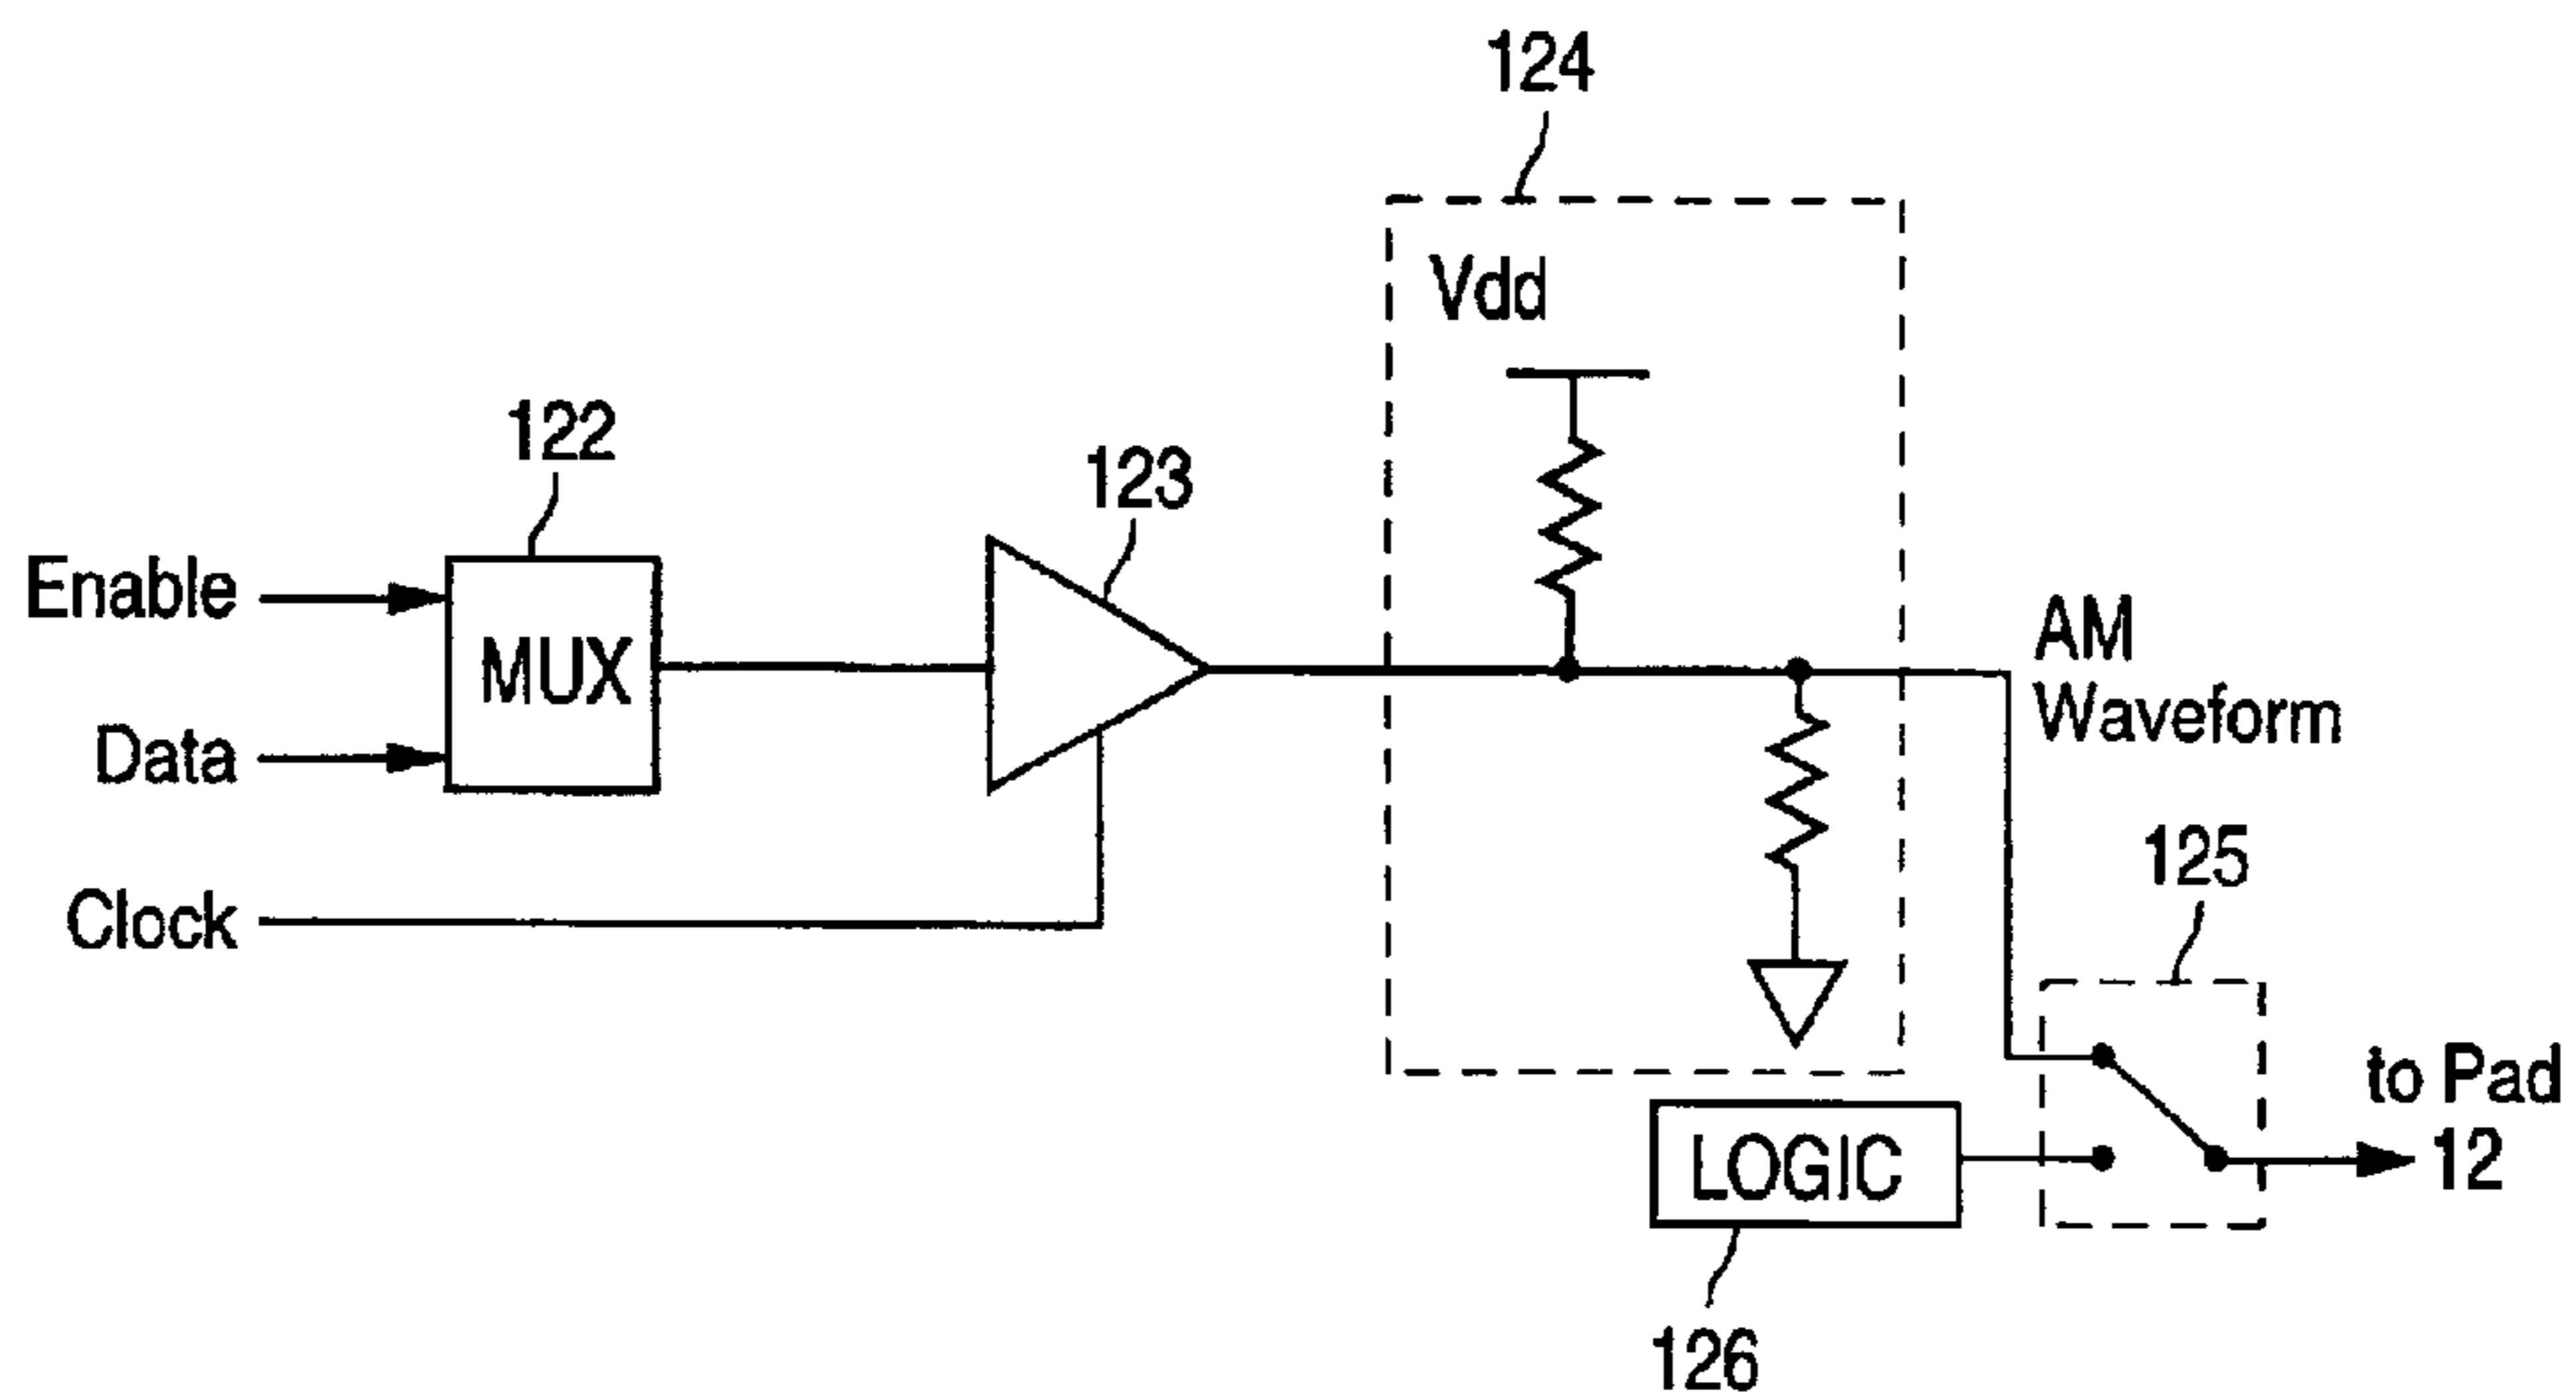 124
Vdd
122
123
Enable
MUX
Data
Clock
AM
Waveform
125
to Pad
12
LOGIC
126